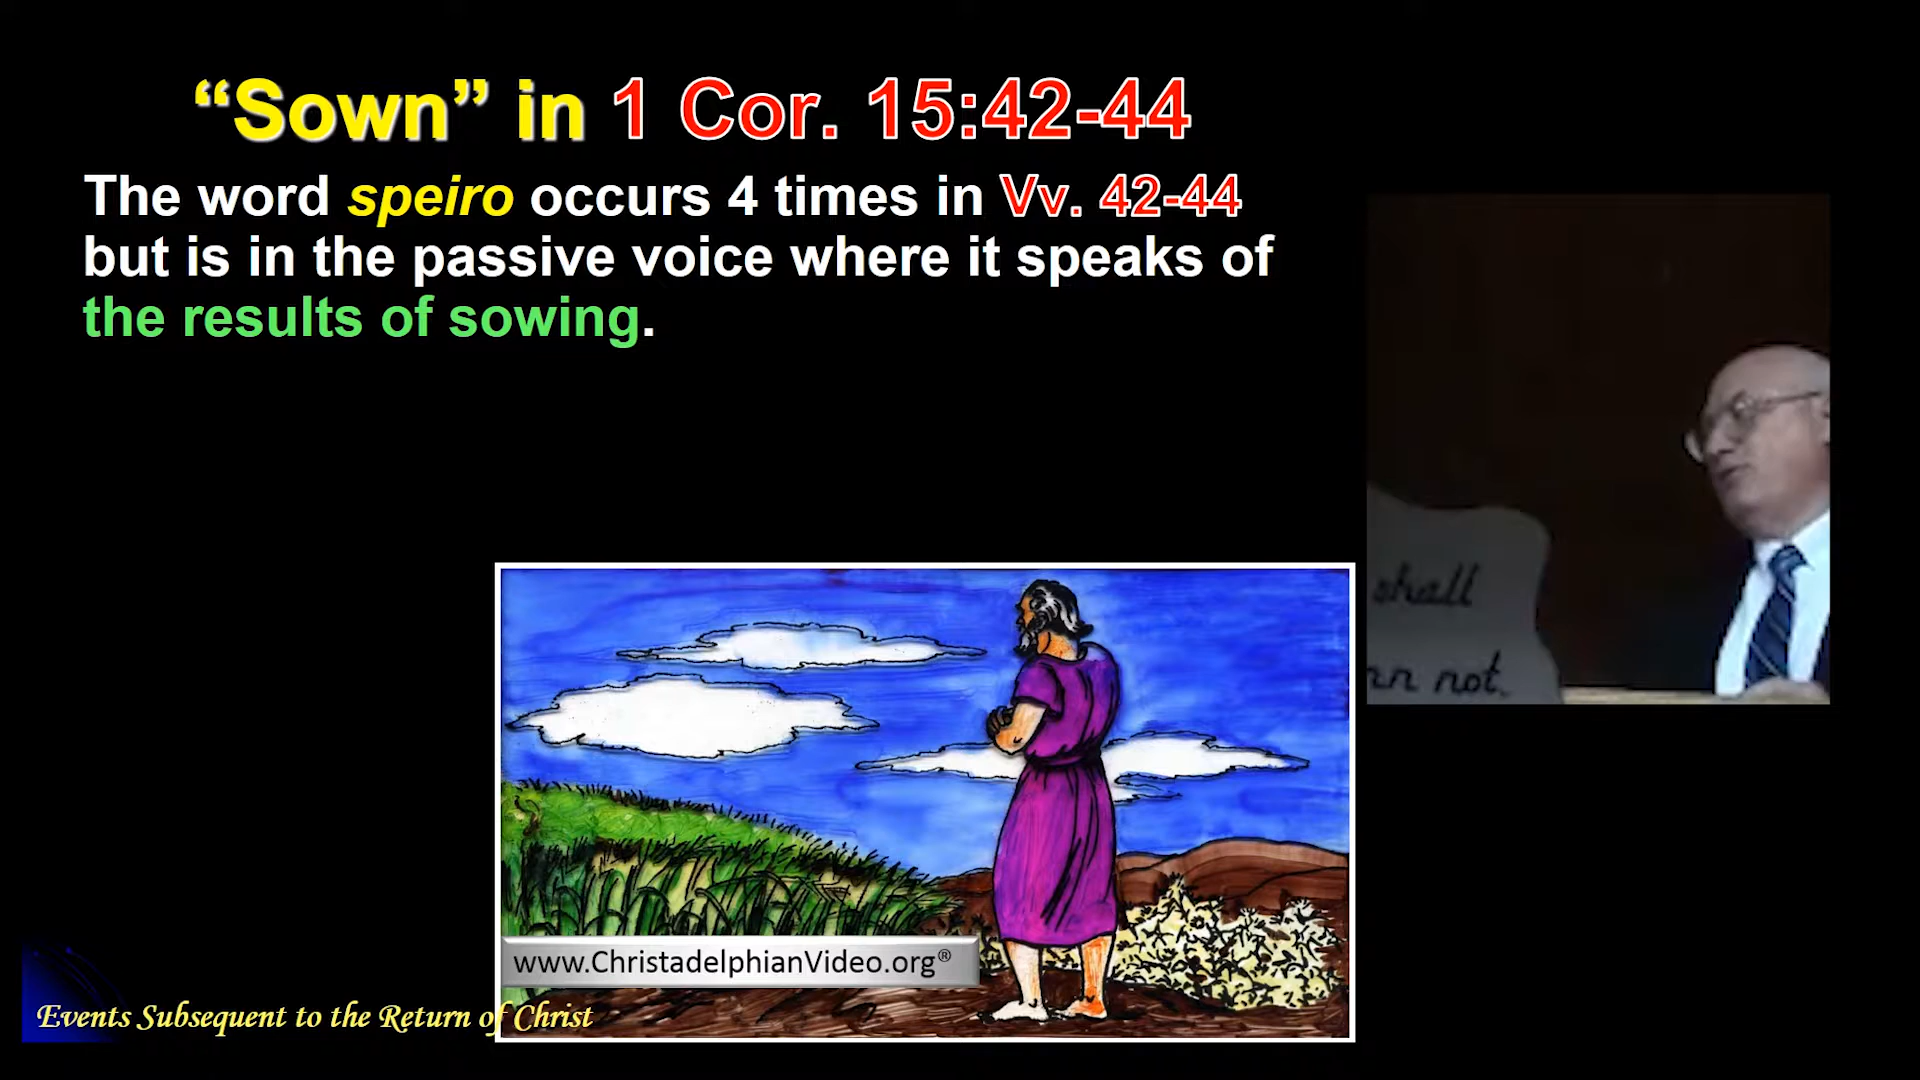 “Sown” in 1 Cor. 15:42-44
The word speiro occurs 4 times in Vv. 42-44
but is in the passive voice where it speaks of
the results of sowing.
shall
not.
www.ChristadelphianVideo.org®
Events Subsequent to the Return of Christ